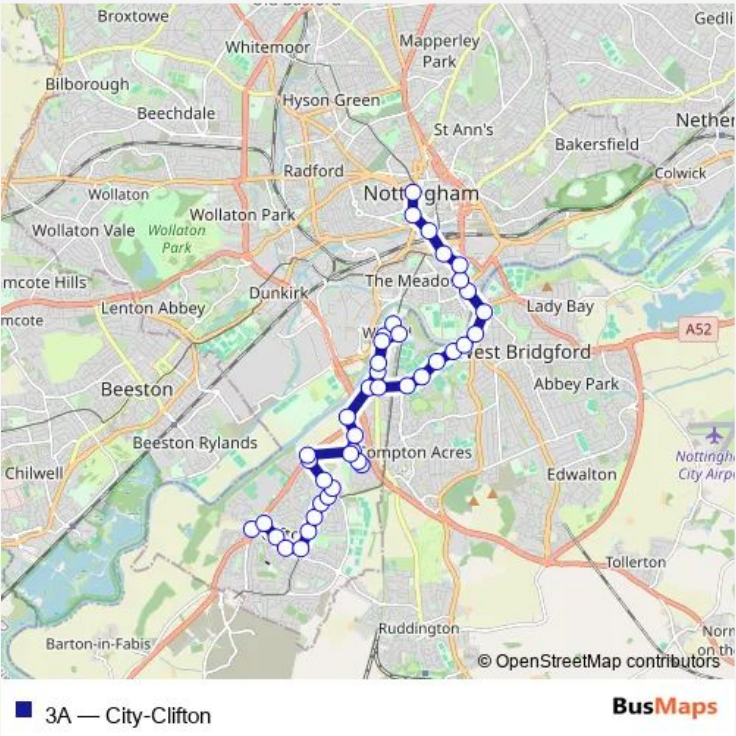 Broxtowe
Gedli
Whitemoor
Mapperley
Park
Bilborough
Hyson Green
Beechdale
St Ann's
Nether
Bakersfield
Radford
Colwick
Wollaton
Nottingham
Wollaton Park
Wollaton Vale
Wollaton
Park
mcote Hills
The Meado
Dunkirk
Lenton Abbey
Lady Bay
mcote
A52
West Bridgford
Beeston
Abbey Park
Beeston Rylands
Compton Acres
Nottingh
City Airpo
Chilwell
Edwalton
Tollerton
Ruddington
Barton-in-Fabis
Norm
on the
© OpenStreetMap contributors
3A — City-Clifton
BusMaps